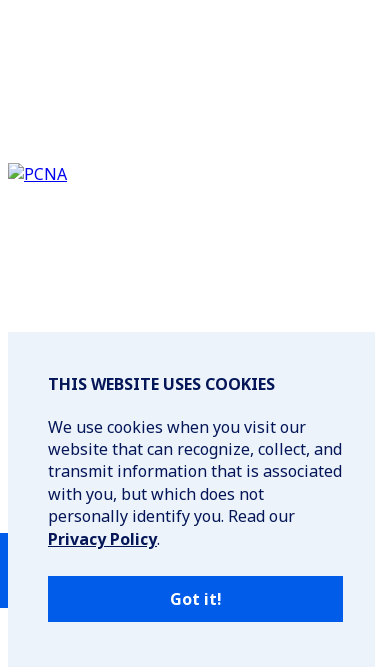 PCNA
THIS WEBSITE USES COOKIES
We use cookies when you visit our
website that can recognize, collect, and
transmit information that is associated
with you, but which does not
personally identify you. Read our
Privacy Policy.
Got it!